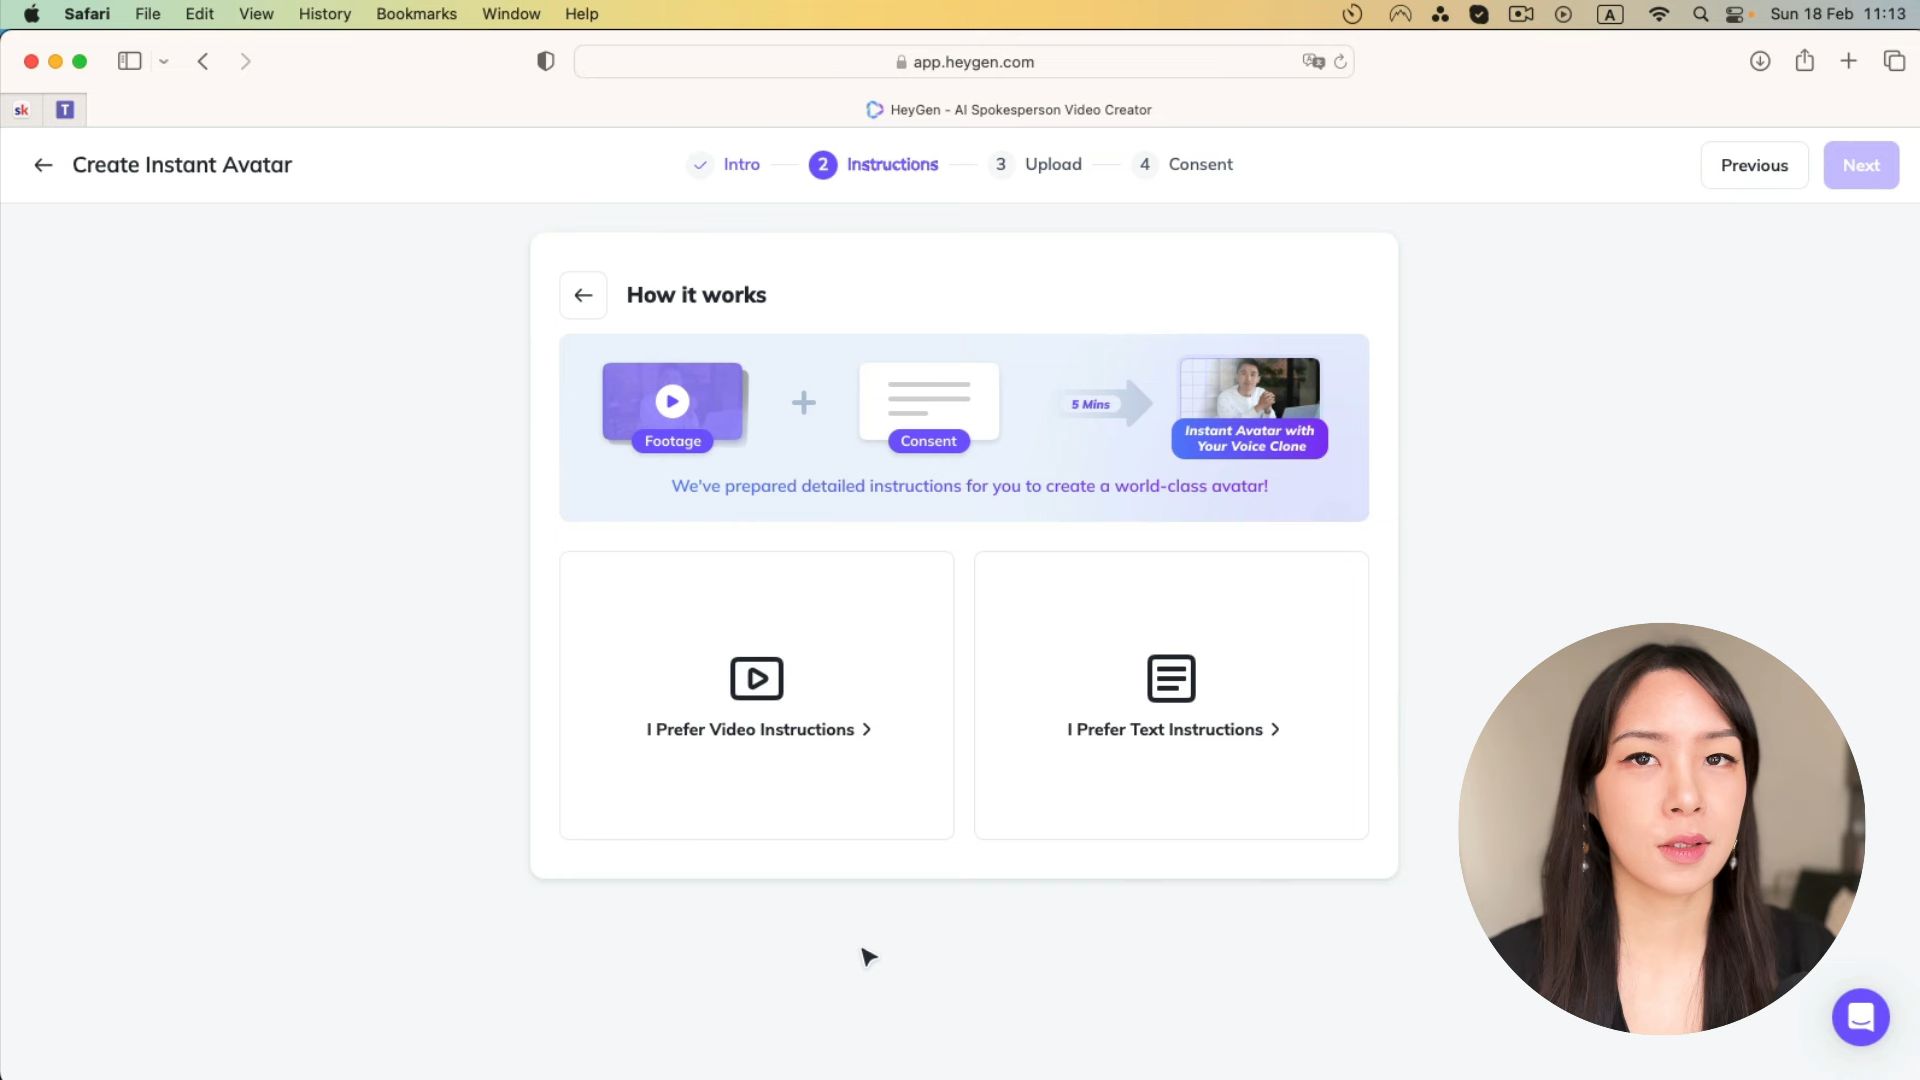 Safari File Edit View History Bookmarks Window Help
A
Sun 18 Feb 11:13
app.heygen.com
sk
T
HeyGen - AI Spokesperson Video Creator
Create Instant Avatar
Intro
2 Instructions
3 Upload
4 Consent
Previous
Next
How it works
Footage
Consent
5 Mins
Instant Avatar with
Your Voice Clone
We've prepared detailed instructions for you to create a world-class avatar!
I Prefer Video Instructions
I Prefer Text Instructions